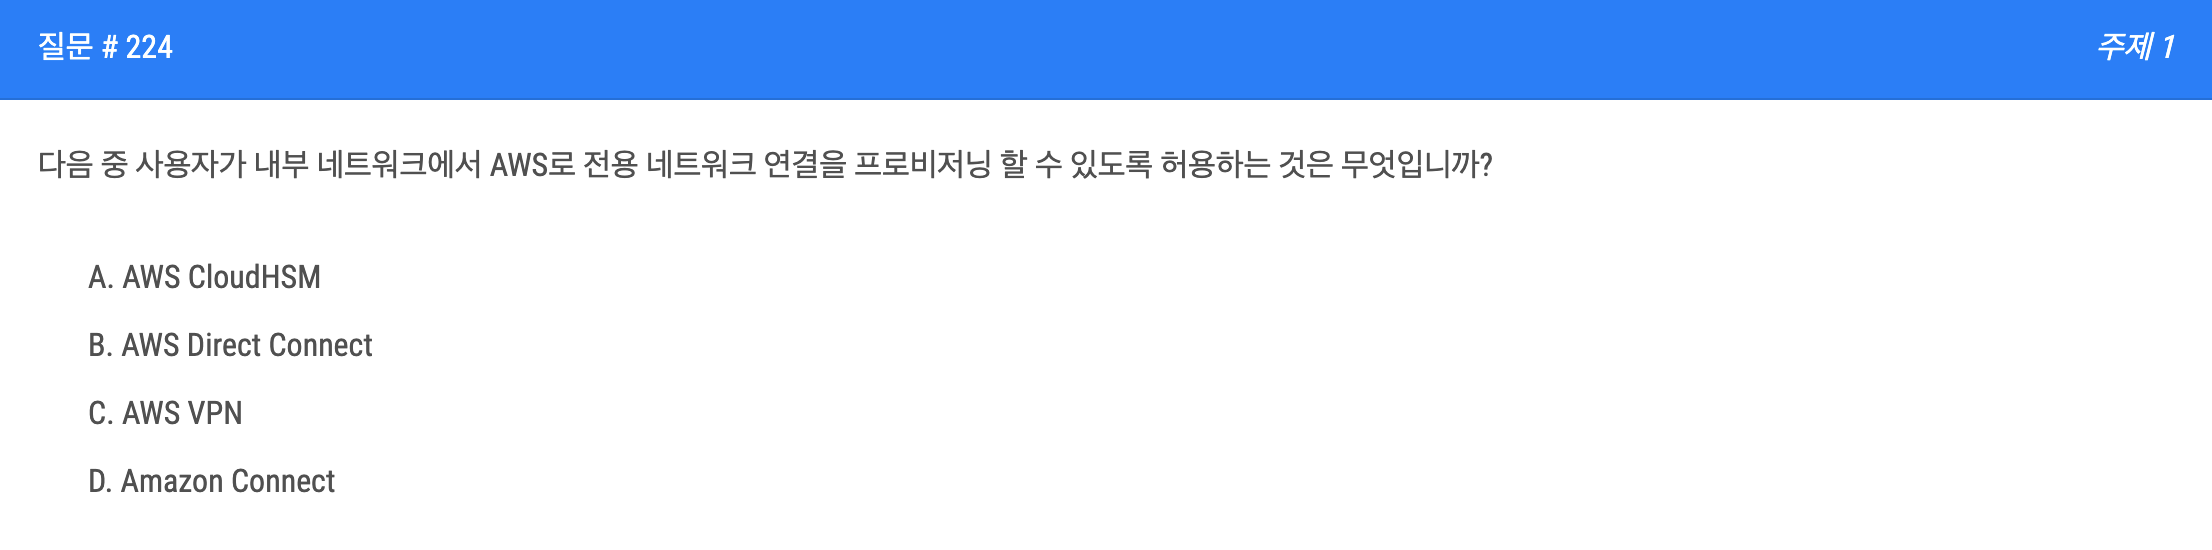 질문 # 224
주제 1
다음 중 사용자가 내부 네트워크에서 AWS로 전용 네트워크 연결을 프로비저닝 할 수 있도록 허용하는 것은 무엇입니까?
A. AWS CloudHSM
B. AWS Direct Connect
C. AWS VPN
D. Amazon Connect